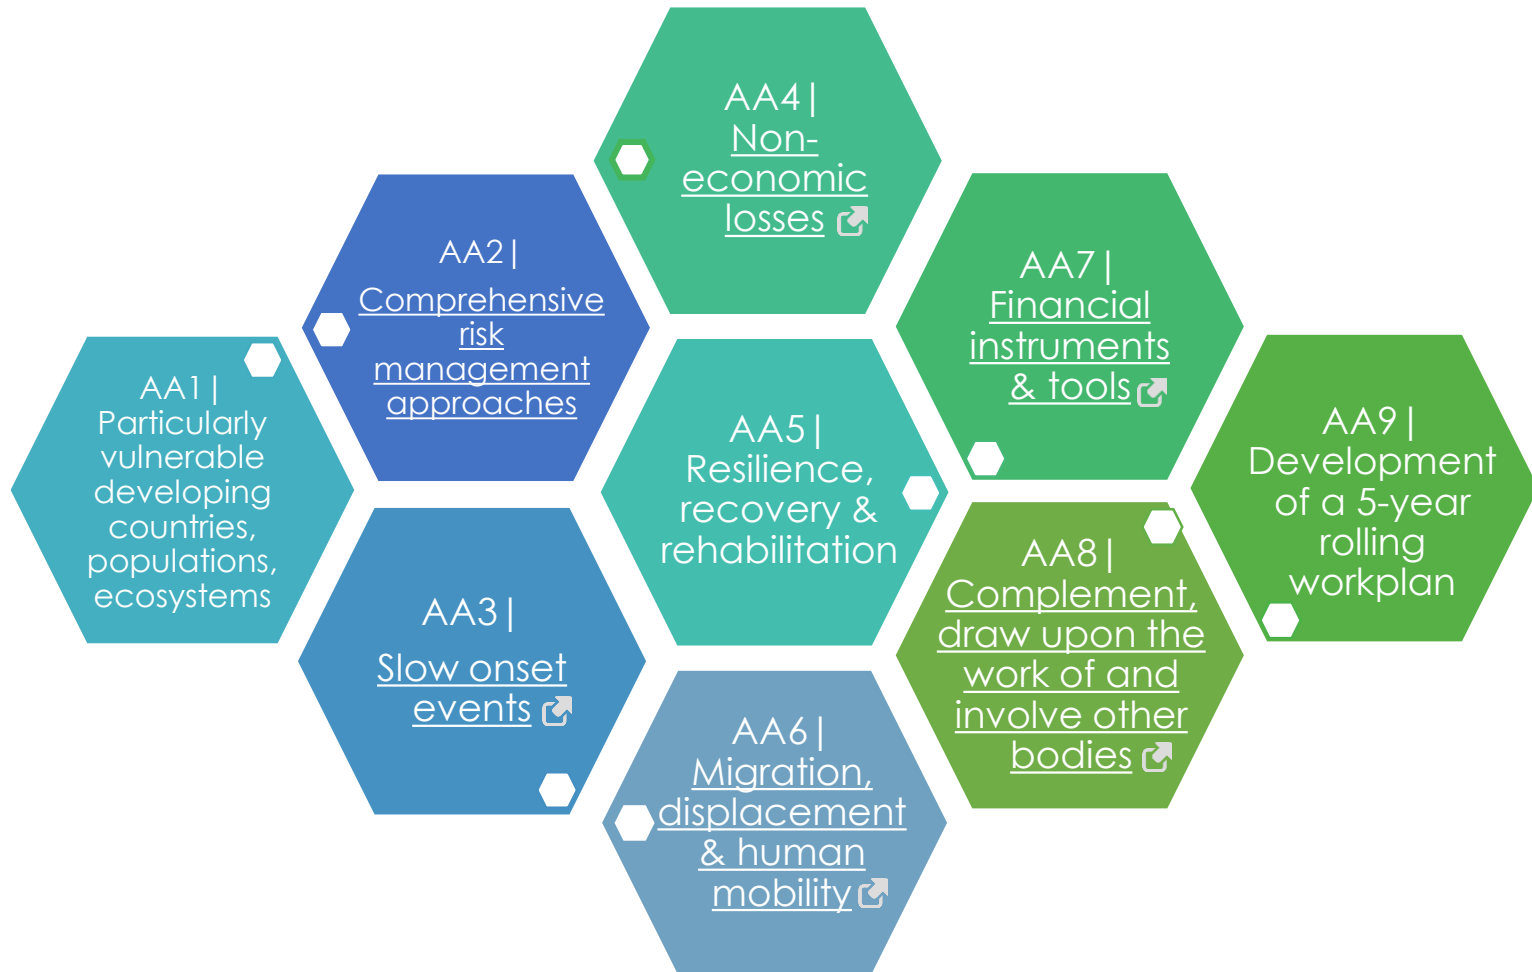 AA1|
Particularly
vulnerable
developing
countries,
populations,
ecosystems
AA2|
Comprehensive
risk
management
approaches
AA3|
Slow onset
events
AA4|
Non-
economic
losses
AA5|
Resilience,
recovery &
rehabilitation
AA6|
Migration,
displacement
& human
mobility
AA7|
Financial
instruments
& tools
AA8|
Complement,
draw upon the
work of and
involve other
bodies
AA9|
Development
of a 5-year
rolling
workplan